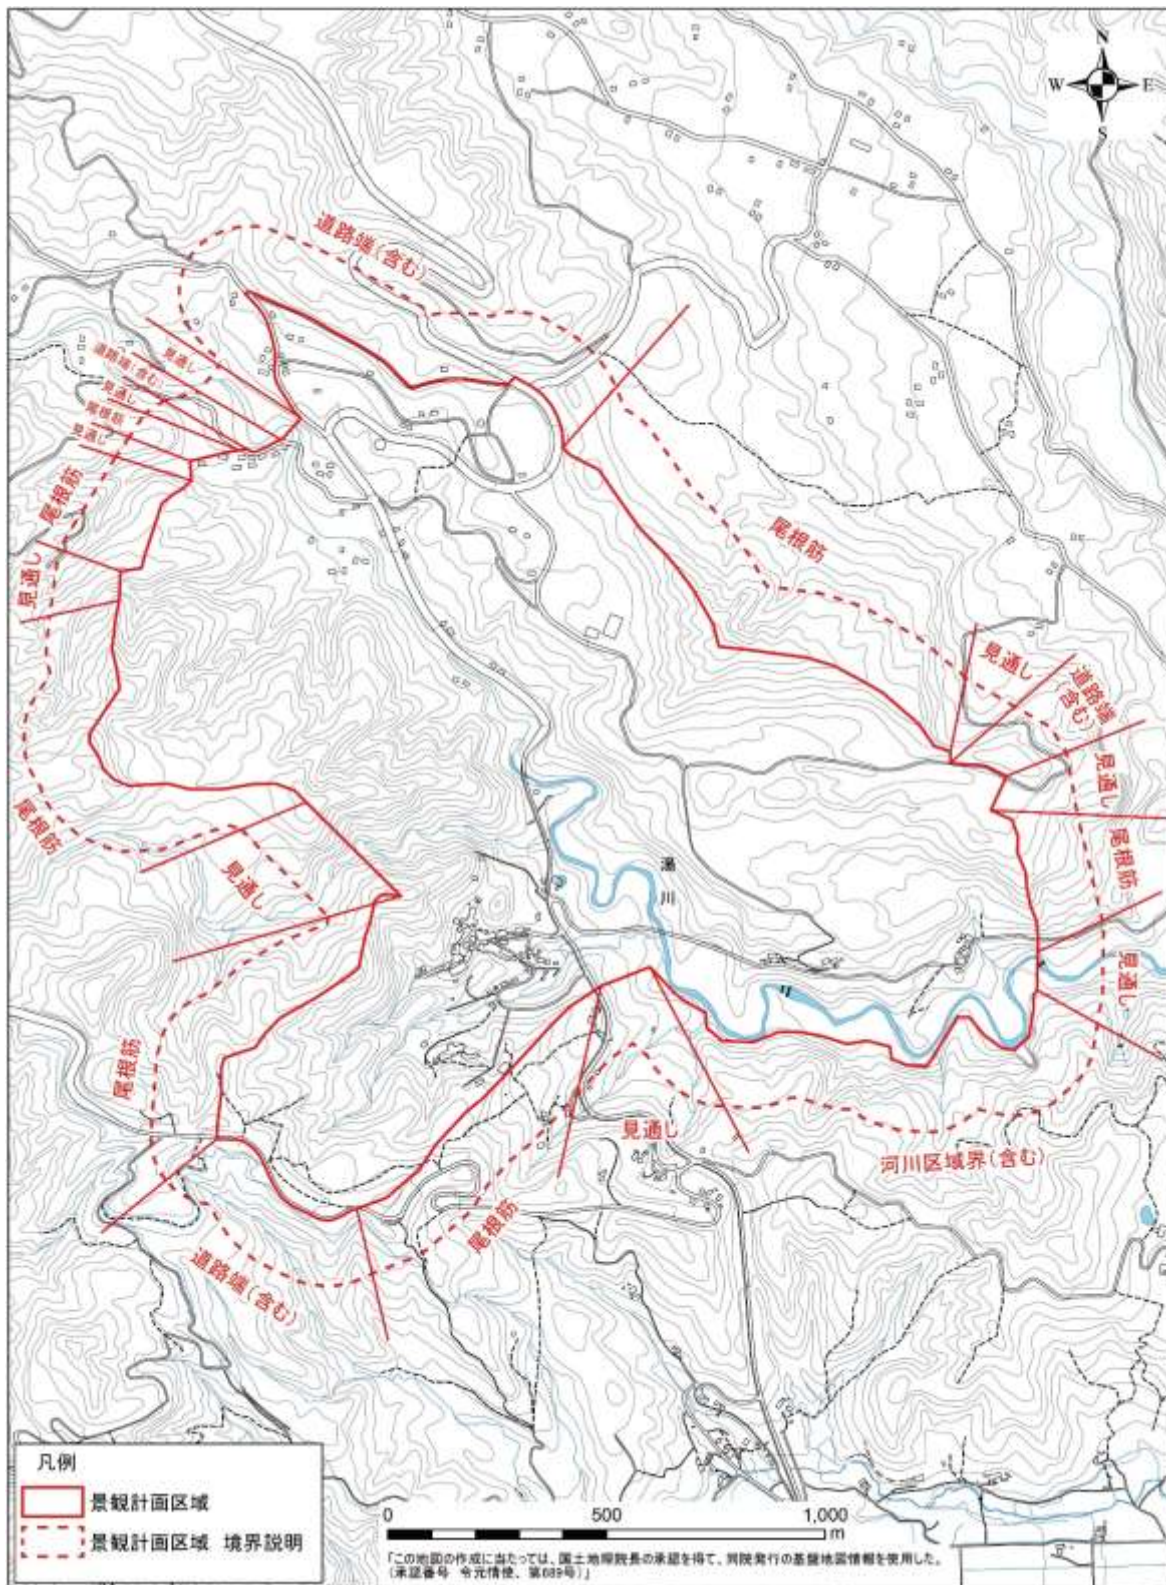 N
W E
S
道路端(含む)
見通し
道路端(含む)
見通し
尾根筋
見通し
尾根筋
見通し
尾根筋
見通し
道路端
(含む)
見通し
尾根筋
見通し
尾根筋
見通し
湯川
尾根筋
見通し
河川区域界(含む)
尾根筋
道路端(含む)
凡例
景観計画区域
景観計画区域 境界説明
0 500 1,000
m
「この地図の作成に当たっては、国土地理院長の承認を得て、同院発行の基盤地図情報を使用した。
(承認番号 令元情使、第689号)」